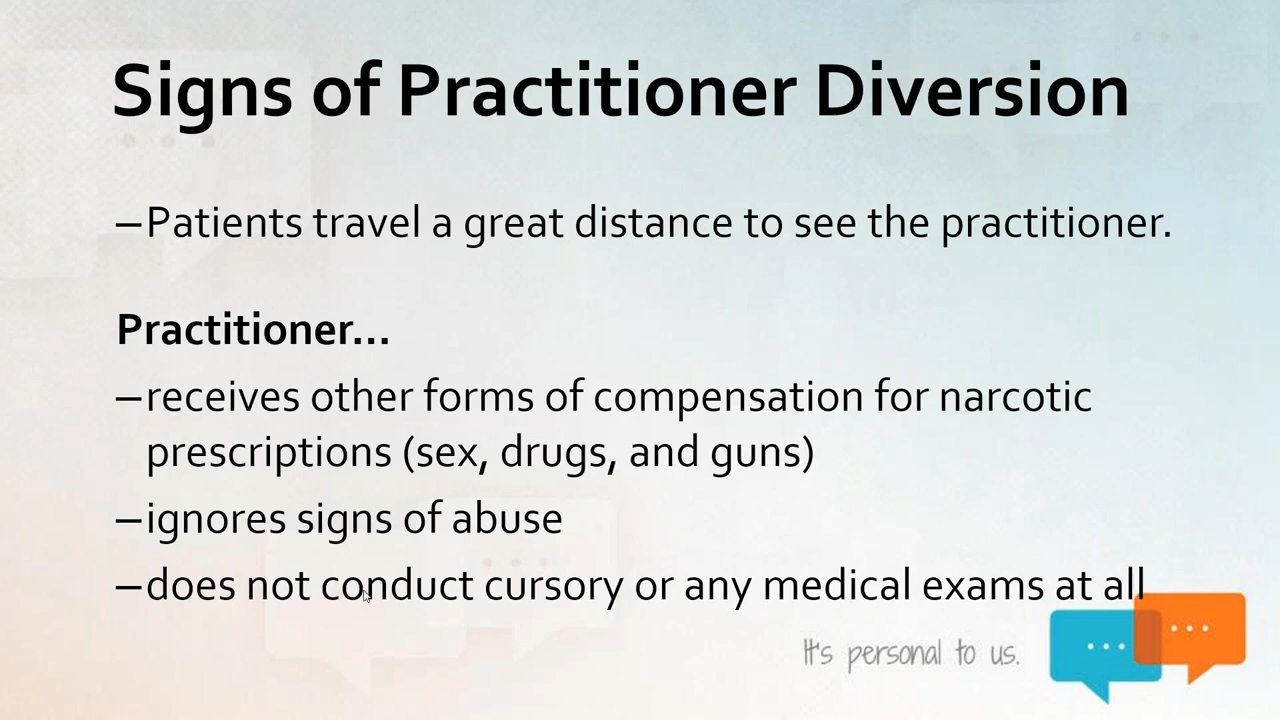 Signs of Practitioner Diversion
–Patients travel a great distance to see the practitioner.
Practitioner...
–receives other forms of compensation for narcotic
prescriptions (sex, drugs, and guns)
–ignores signs of abuse
–does not conduct cursory or any medical exams at all
It's personal to us.